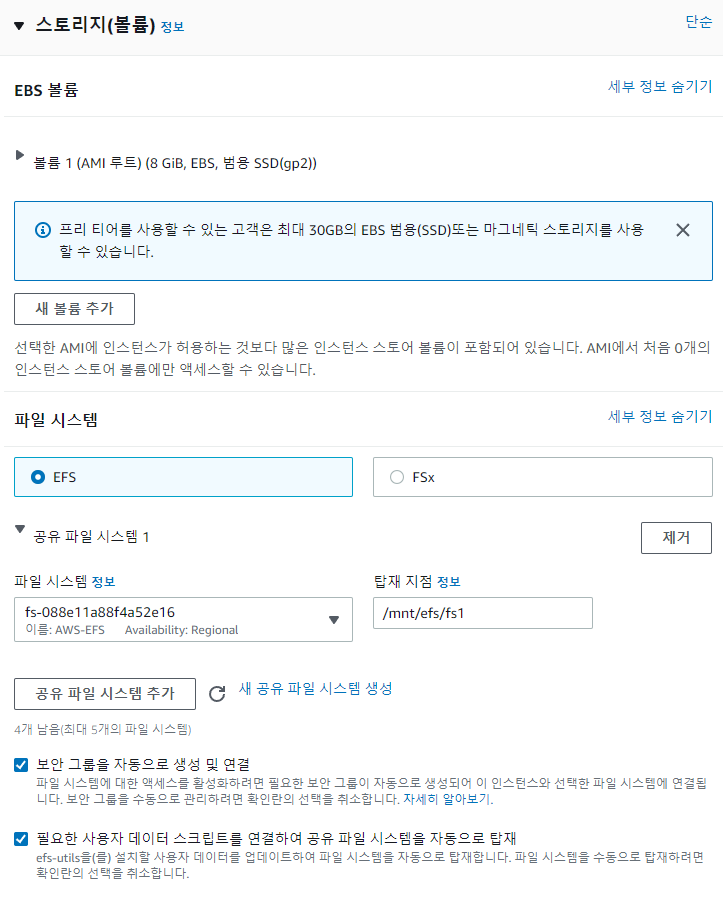 스토리지(볼륨) 정보
단순
EBS 볼륨
세부 정보 숨기기
볼륨 1 (AMI 루트) (8 GiB, EBS, 범용 SSD(gp2))
프리 티어를 사용할 수 있는 고객은 최대 30GB의 EBS 범용(SSD)또는 마그네틱 스토리지를 사용
할 수 있습니다.
새 볼륨 추가
선택한 AMI에 인스턴스가 허용하는 것보다 많은 인스턴스 스토어 볼륨이 포함되어 있습니다. AMI에서 처음 0개의
인스턴스 스토어 볼륨에만 액세스할 수 있습니다.
파일 시스템
세부 정보 숨기기
EFS
FSx
공유 파일 시스템 1
제거
파일 시스템 정보
탑재 지점 정보
fs-088e11a88f4a52e16
이름: AWS-EFS Availability: Regional
/mnt/efs/fs1
공유 파일 시스템 추가
새 공유 파일 시스템 생성
4개 남음(최대 5개의 파일 시스템)
보안 그룹을 자동으로 생성 및 연결
파일 시스템에 대한 액세스를 활성화하려면 필요한 보안 그룹이 자동으로 생성되어 이 인스턴스와 선택한 파일 시스템에 연결됩
니다. 보안 그룹을 수동으로 관리하려면 확인란의 선택을 취소합니다. 자세히 알아보기.
필요한 사용자 데이터 스크립트를 연결하여 공유 파일 시스템을 자동으로 탑재
efs-utils을(를) 설치할 사용자 데이터를 업데이트하여 파일 시스템을 자동으로 탑재합니다. 파일 시스템을 수동으로 탑재하려면
확인란의 선택을 취소합니다.